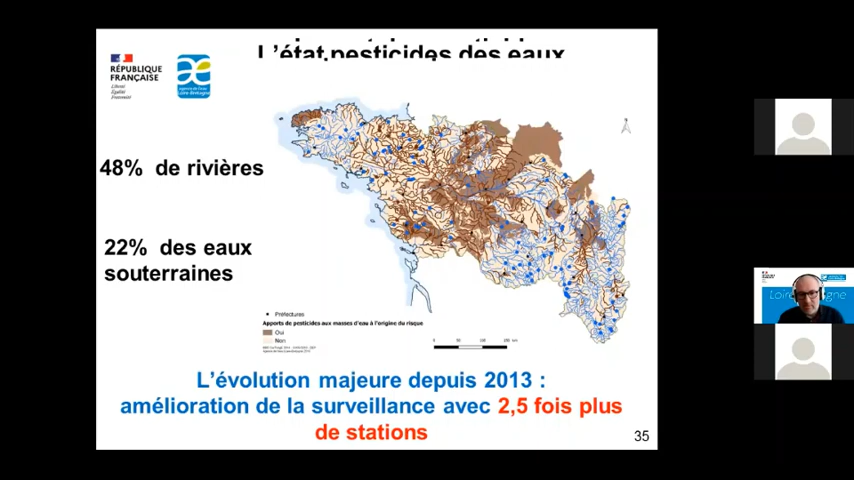 L'état pesticides des eaux
RÉPUBLIQUE
FRANÇAISE
Liberté
Égalité
Fraternité
48% de rivières
22% des eaux
souterraines
Préfectures
Apports de pesticides aux masses d'eau à l'origine du risque
Oui
Non
L'évolution majeure depuis 2013 :
amélioration de la surveillance avec 2,5 fois plus
de stations
35